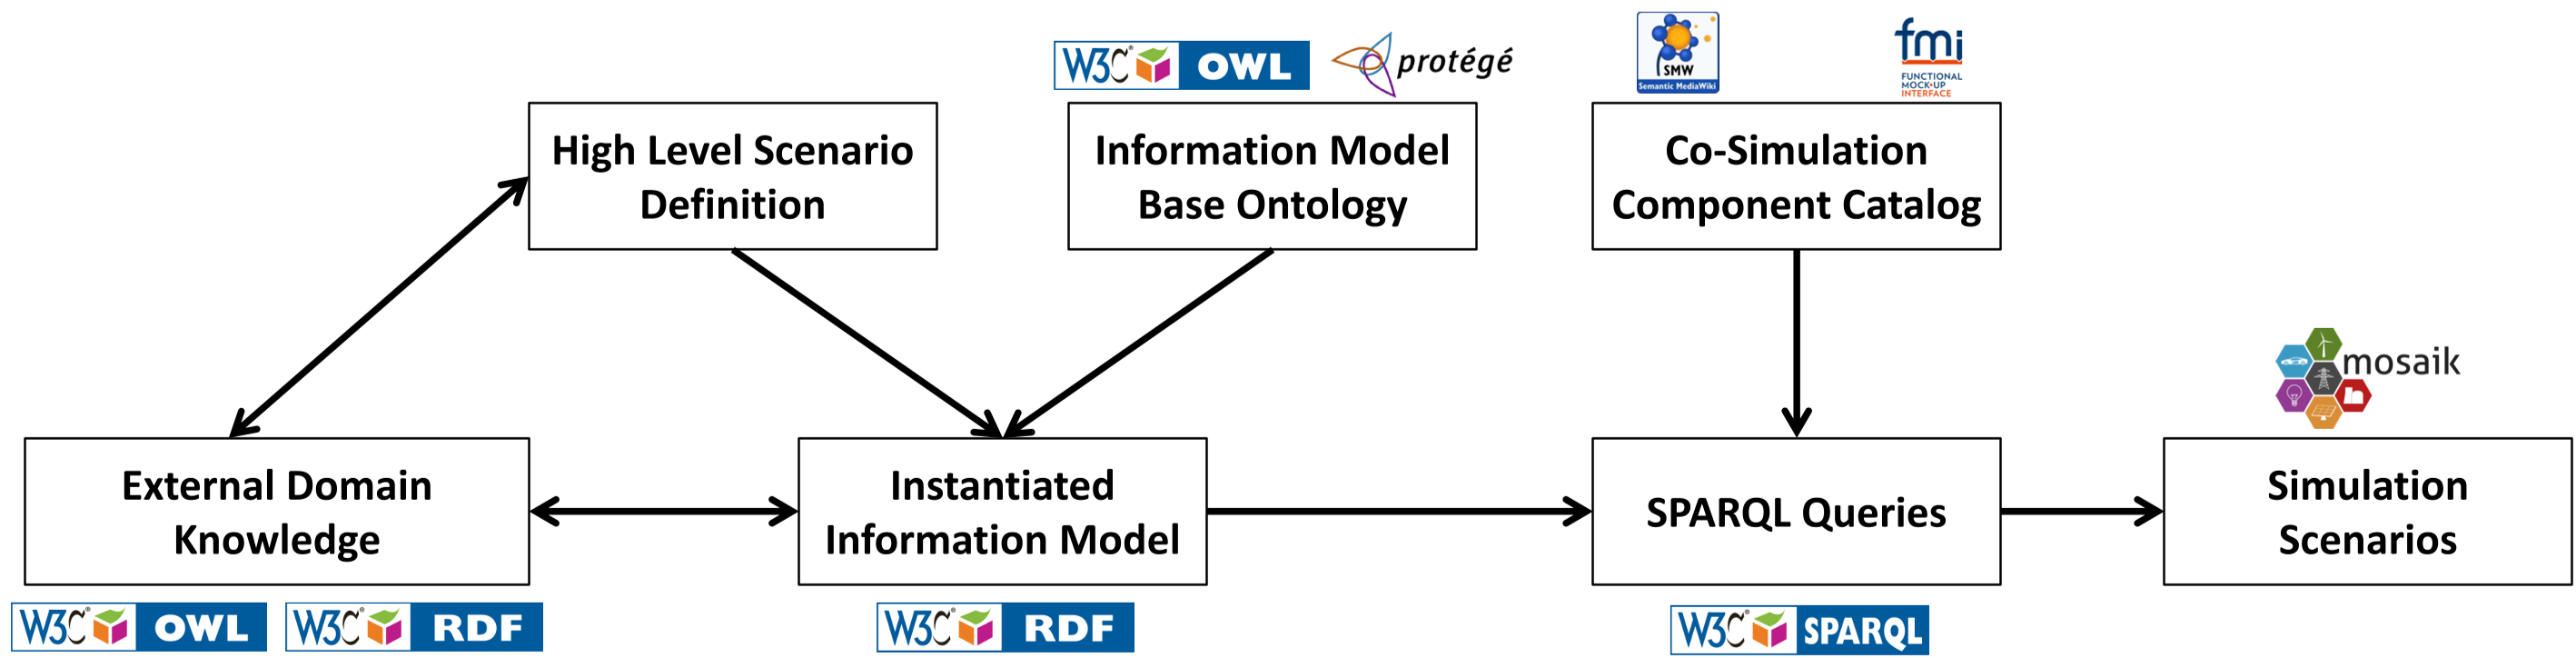 W3C® OWL
protégé
SMW
Semantic MediaWiki
fmi
FUNCTIONAL
MOCK-UP
INTERFACE
High Level Scenario
Definition
Information Model
Base Ontology
Co-Simulation
Component Catalog
mosaik
External Domain
Knowledge
Instantiated
Information Model
SPARQL Queries
Simulation
Scenarios
W3C® OWL
W3C® RDF
W3C® RDF
W3C® SPARQL